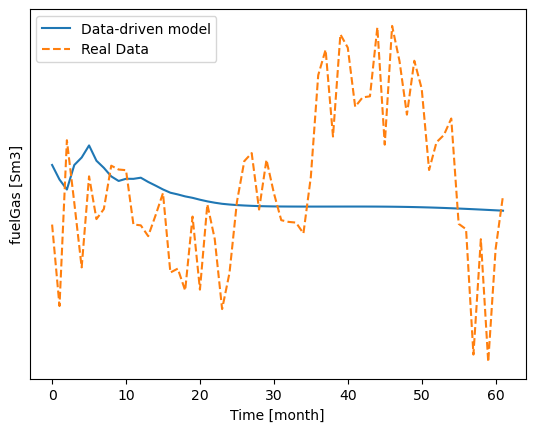 Data-driven model
Real Data
fuelGas [Sm3]
0 10 20 30 40 50 60
Time [month]